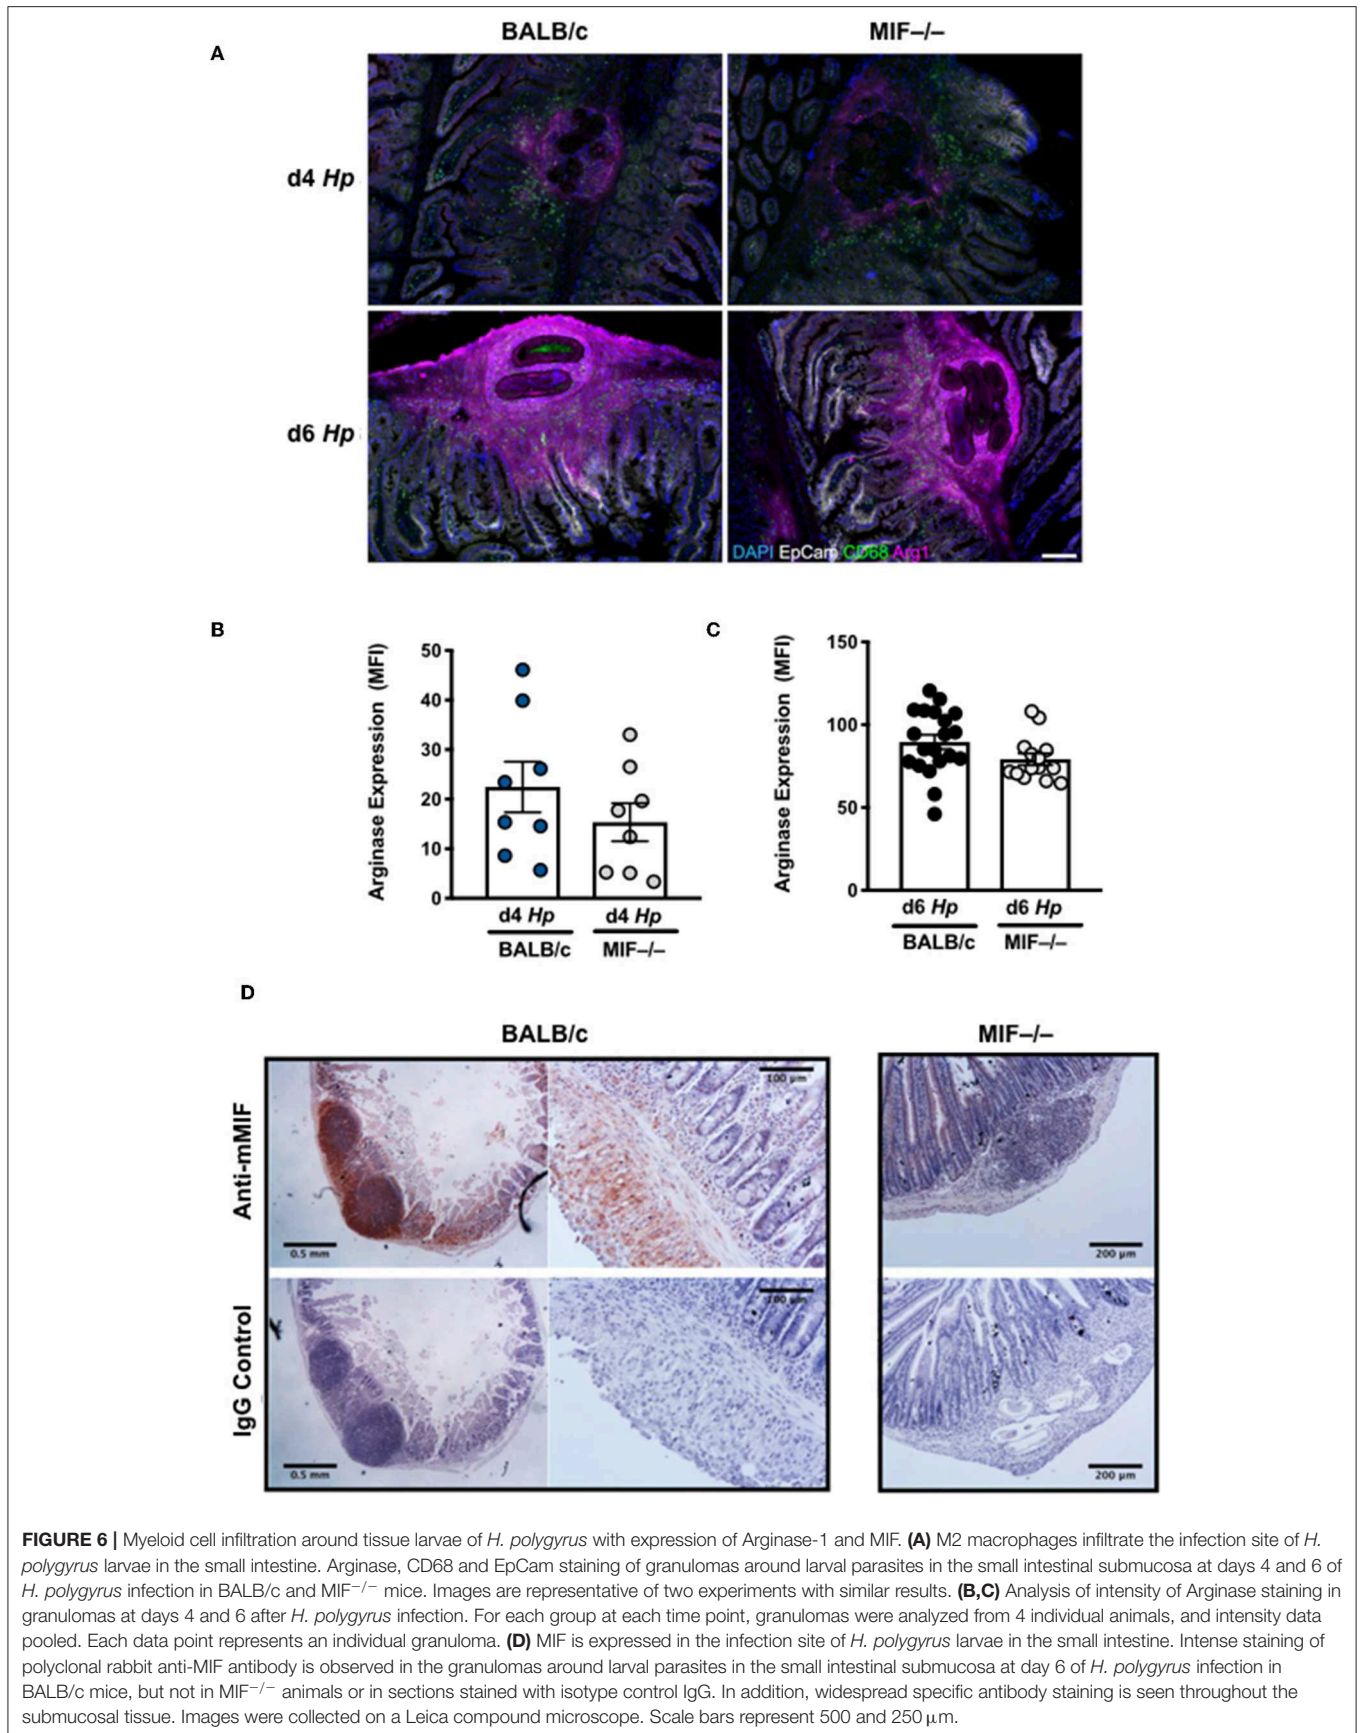 BALB/c
MIF–/–
A
d4 Hp
d6 Hp
DAPI EpCam CD68 Arg1
B
C
Arginase Expression (MFI)
50
40
30
20
10
0
d4 Hp
d4 Hp
BALB/c
MIF–/–
Arginase Expression (MFI)
150
100
50
0
d6 Hp
d6 Hp
BALB/c
MIF–/–
D
BALB/c
MIF–/–
Anti-mMIF
0.5 mm
100 µm
200 µm
IgG Control
0.5 mm
100 µm
200 µm
FIGURE 6 | Myeloid cell infiltration around tissue larvae of H. polygyrus with expression of Arginase-1 and MIF. (A) M2 macrophages infiltrate the infection site of H.
polygyrus larvae in the small intestine. Arginase, CD68 and EpCam staining of granulomas around larval parasites in the small intestinal submucosa at days 4 and 6 of
H. polygyrus infection in BALB/c and MIF−/− mice. Images are representative of two experiments with similar results. (B,C) Analysis of intensity of Arginase staining in
granulomas at days 4 and 6 after H. polygyrus infection. For each group at each time point, granulomas were analyzed from 4 individual animals, and intensity data
pooled. Each data point represents an individual granuloma. (D) MIF is expressed in the infection site of H. polygyrus larvae in the small intestine. Intense staining of
polyclonal rabbit anti-MIF antibody is observed in the granulomas around larval parasites in the small intestinal submucosa at day 6 of H. polygyrus infection in
BALB/c mice, but not in MIF−/− animals or in sections stained with isotype control IgG. In addition, widespread specific antibody staining is seen throughout the
submucosal tissue. Images were collected on a Leica compound microscope. Scale bars represent 500 and 250 µm.